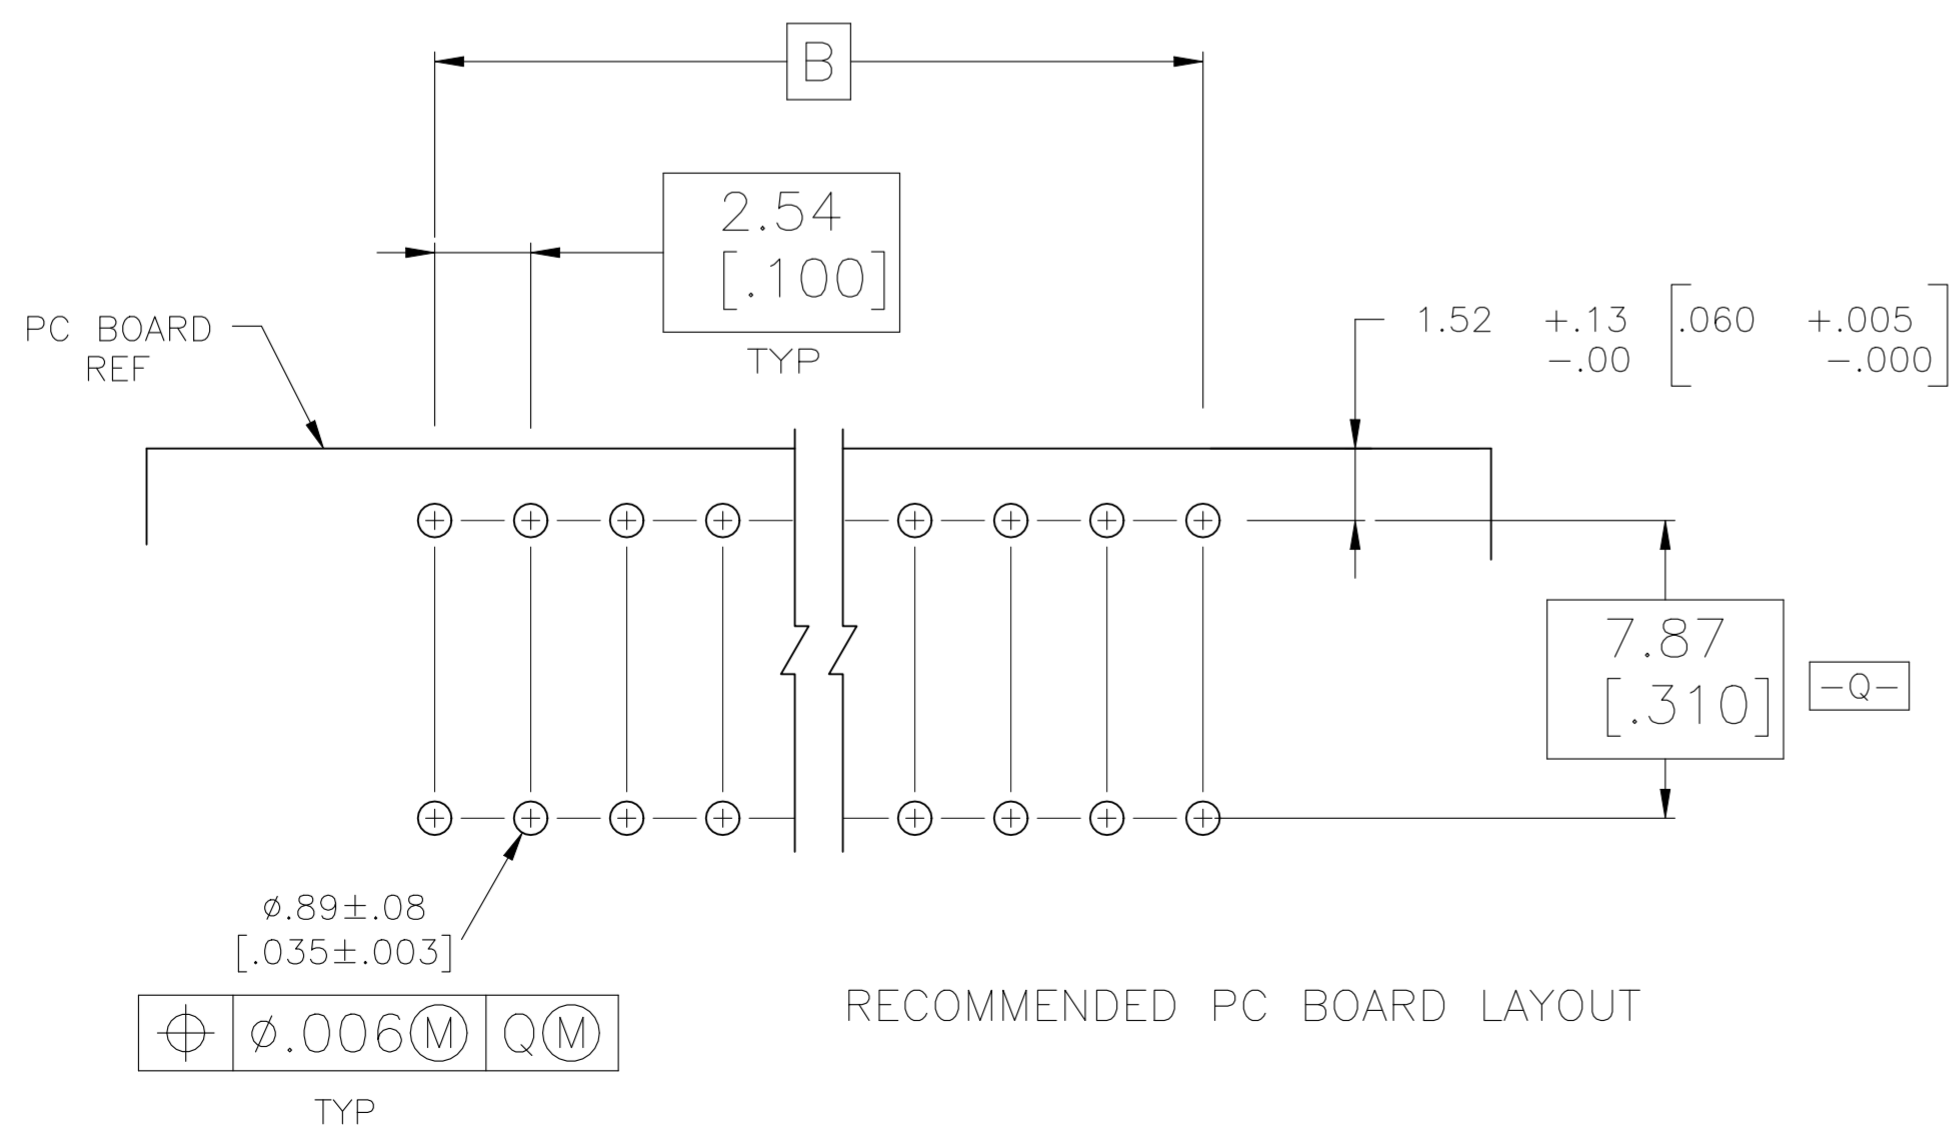 B
2.54
[.100]
TYP
PC BOARD
REF
1.52 +.13 [.060 +.005
-.00 -.000]
7.87
[.310]
-Q-
ø.89±.08
[.035±.003]
⌖ ø.006Ⓜ QⓂ
TYP
RECOMMENDED PC BOARD LAYOUT